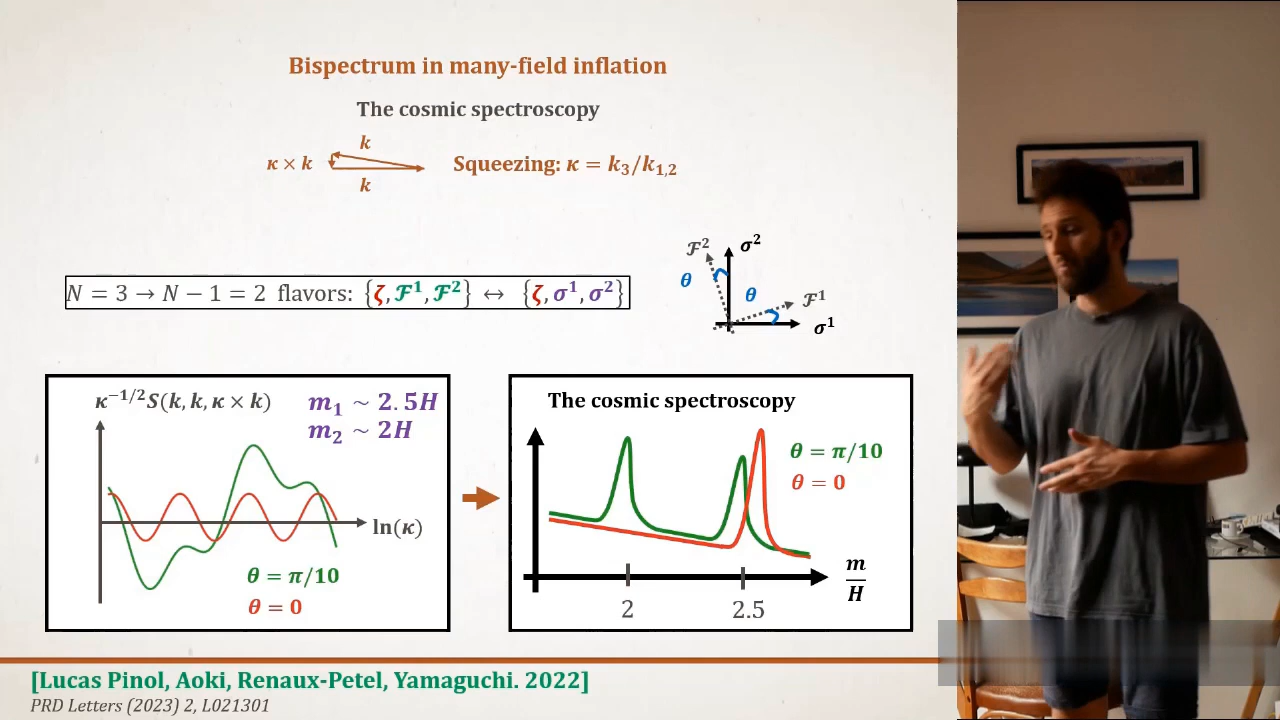 Bispectrum in many-field inflation
The cosmic spectroscopy
k
κ × k
k
Squeezing: κ = k₃/k₁,₂
N = 3 → N − 1 = 2 flavors: {ζ, ℱ¹, ℱ²} ↔ {ζ, σ¹, σ²}
ℱ²
σ²
θ
θ
ℱ¹
σ¹
κ⁻¹/²S(k, k, κ × k)
m₁ ~ 2.5H
m₂ ~ 2H
ln(κ)
θ = π/10
θ = 0
The cosmic spectroscopy
θ = π/10
θ = 0
m
H
2
2.5
[Lucas Pinol, Aoki, Renaux-Petel, Yamaguchi. 2022]
PRD Letters (2023) 2, L021301